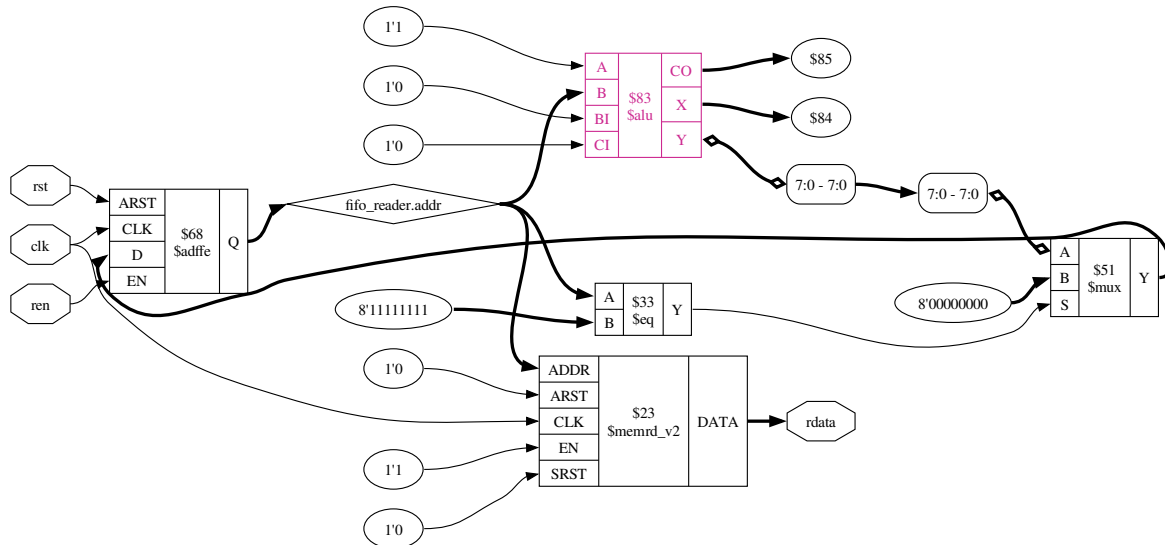 rst
clk
ren
ARST
CLK
D
EN
$68
$adffe
Q
fifo_reader.addr
1'1
1'0
1'0
A
B
BI
CI
$83
$alu
CO
X
Y
$85
$84
7:0 - 7:0
7:0 - 7:0
8'11111111
A
B
$33
$eq
Y
8'00000000
A
B
S
$51
$mux
Y
1'0
1'1
1'0
ADDR
ARST
CLK
EN
SRST
$23
$memrd_v2
DATA
rdata